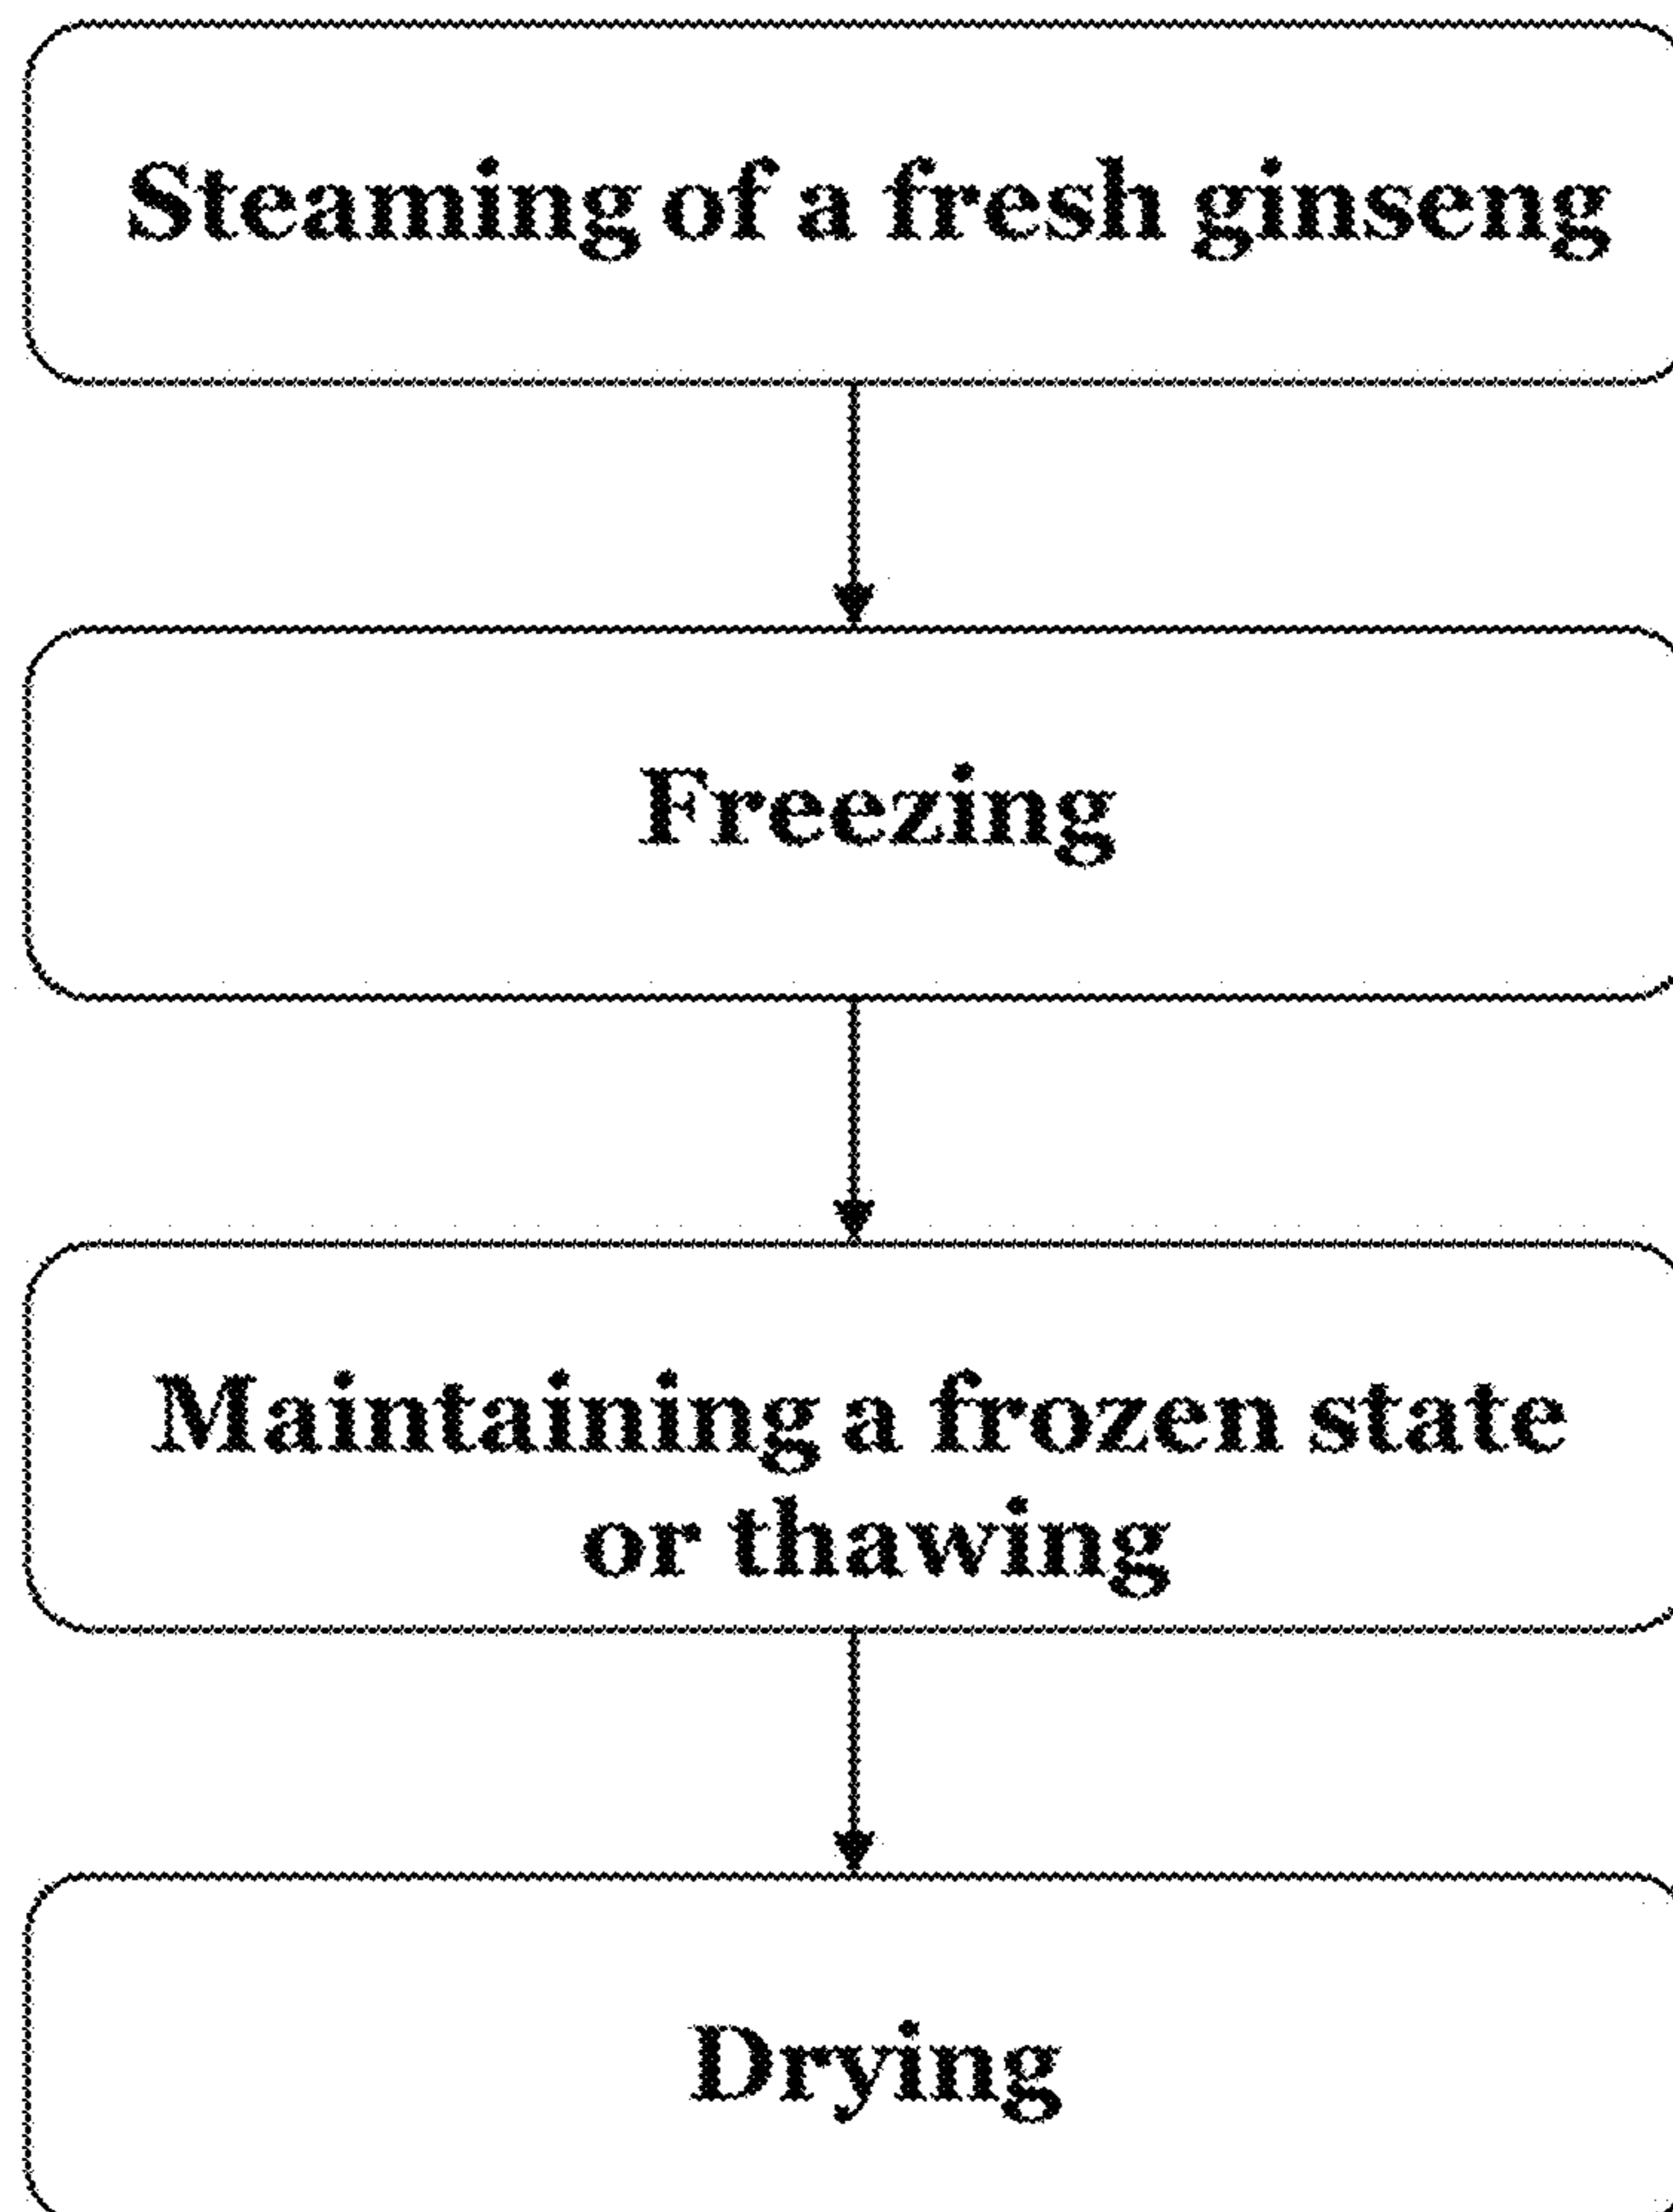 Steaming of a fresh ginseng
Freezing
Maintaining a frozen state
or thawing
Drying